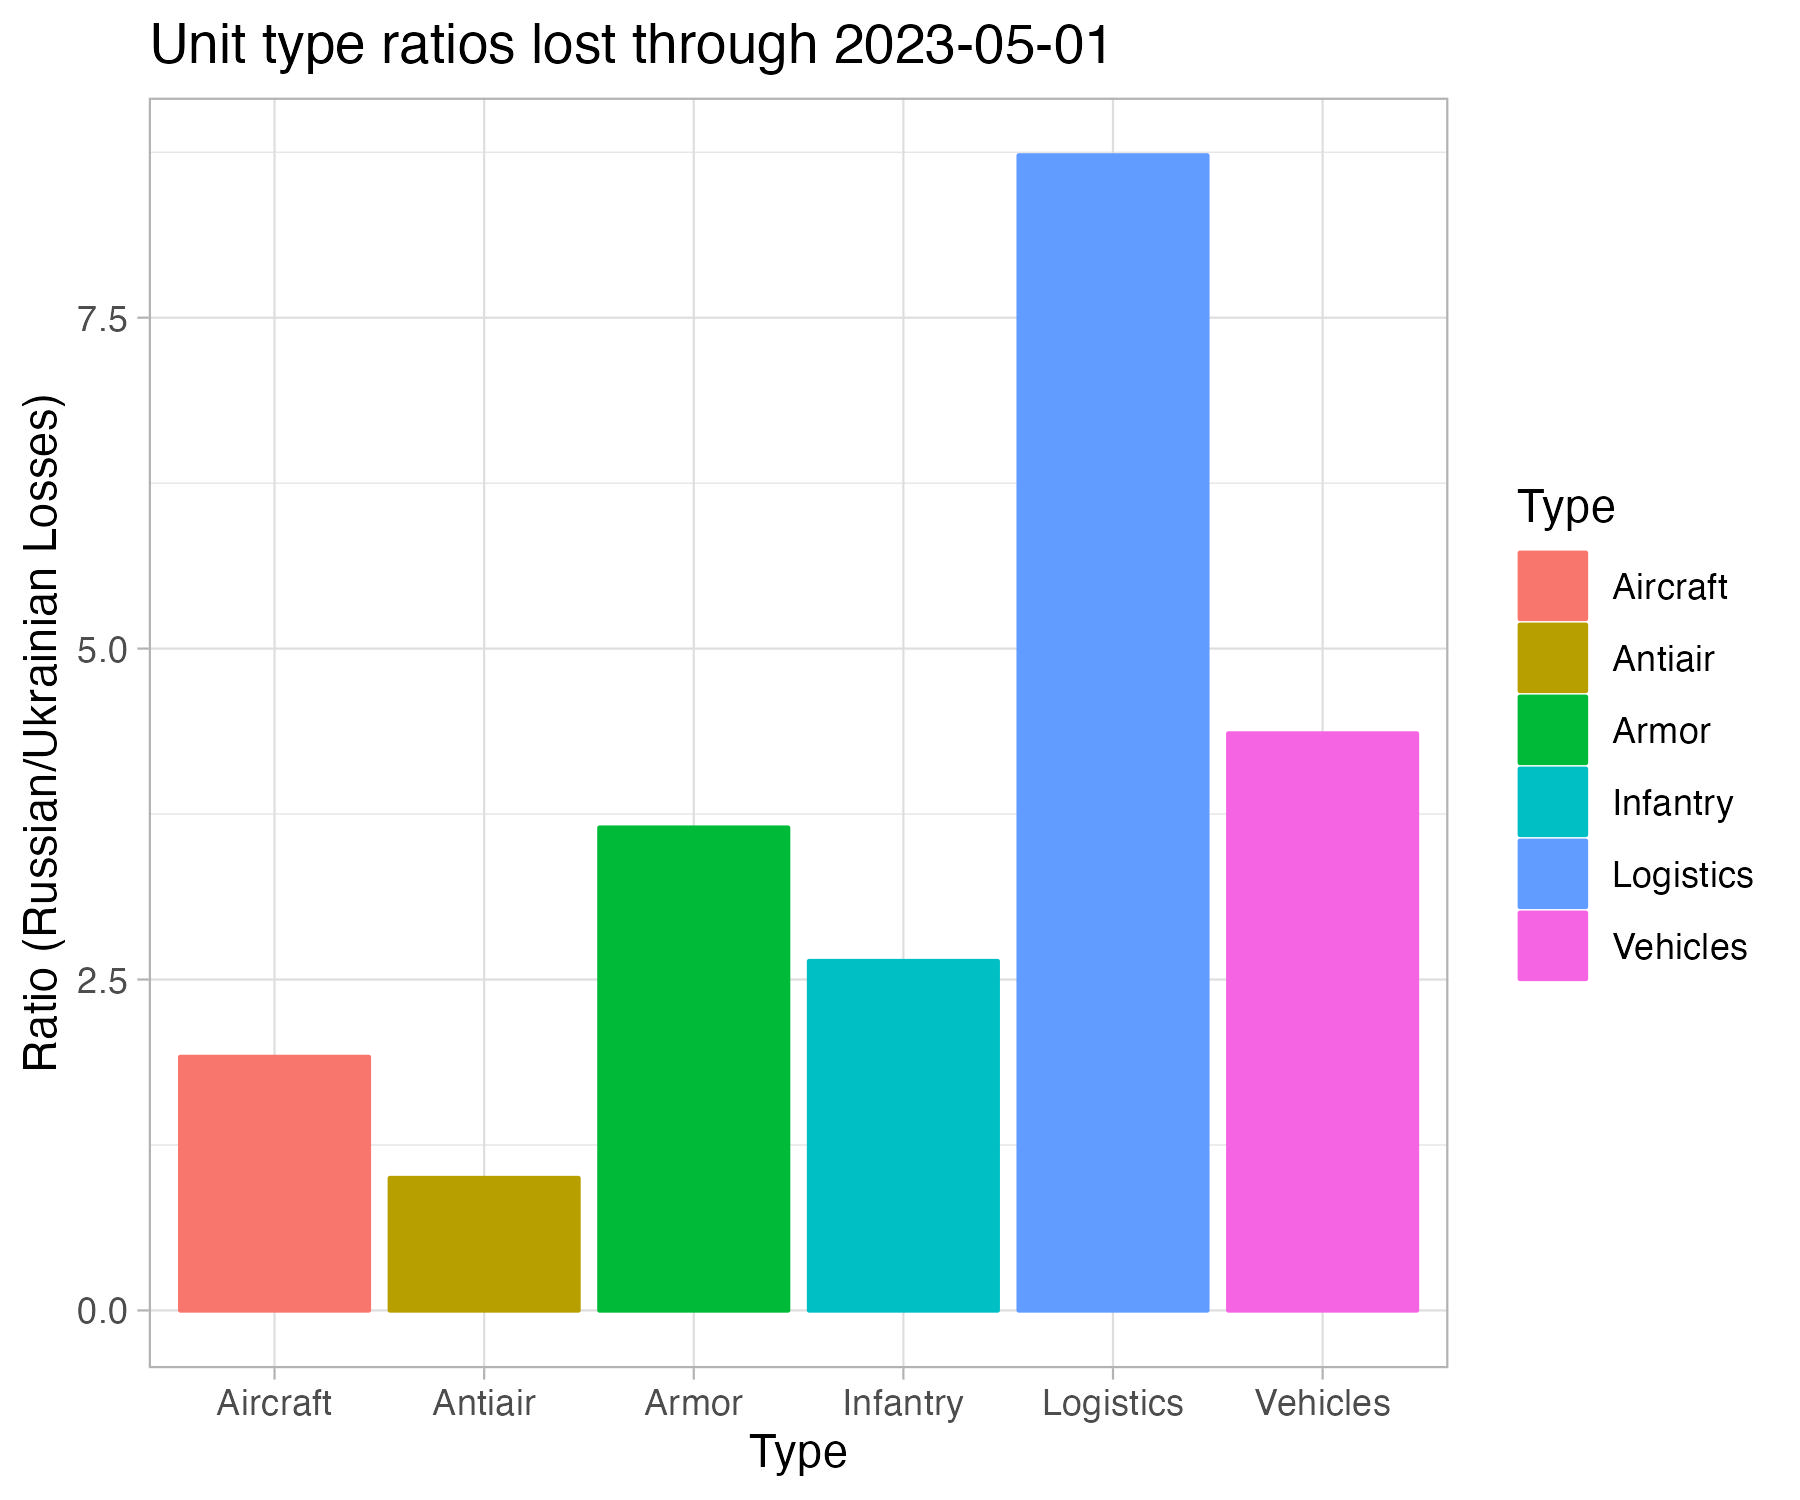 Unit type ratios lost through 2023-05-01
Ratio (Russian/Ukrainian Losses)
7.5
5.0
2.5
0.0
Aircraft
Antiair
Armor
Infantry
Logistics
Vehicles
Type
Type
Aircraft
Antiair
Armor
Infantry
Logistics
Vehicles